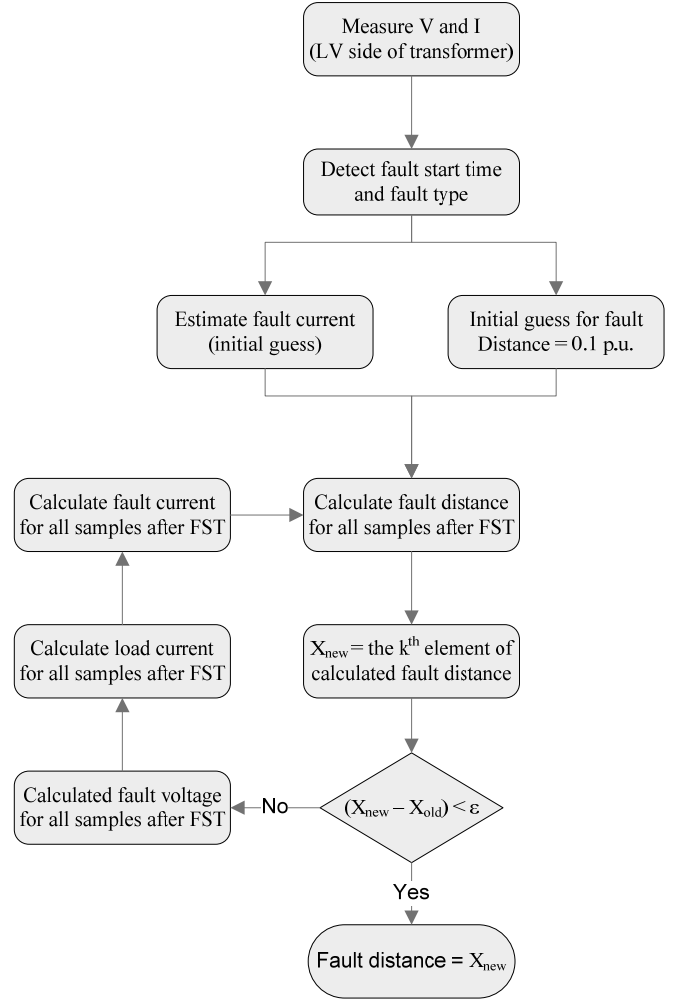 Measure V and I
(LV side of transformer)
Detect fault start time
and fault type
Estimate fault current
(initial guess)
Initial guess for fault
Distance = 0.1 p.u.
Calculate fault current
for all samples after FST
Calculate fault distance
for all samples after FST
Calculate load current
for all samples after FST
Xnew = the kth element of
calculated fault distance
Calculated fault voltage
for all samples after FST
No
(Xnew – Xold) < ε
Yes
Fault distance = Xnew